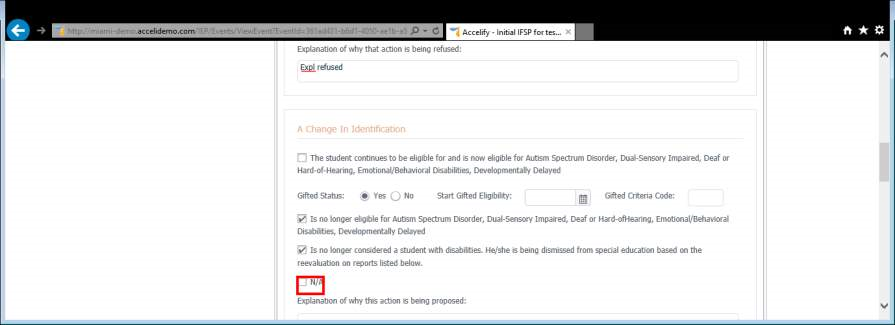 http://miami-demo.accelidemo.com/IEP/Events/ViewEvent?EventId=
Accelify - Initial IFSP for tes...
Explanation of why that action is being refused:
Expl refused
A Change In Identification
The student continues to be eligible for and is now eligible for Autism Spectrum Disorder, Dual-Sensory Impaired, Deaf or
Hard-of-Hearing, Emotional/Behavioral Disabilities, Developmentally Delayed
Gifted Status: Yes No Start Gifted Eligibility: Gifted Criteria Code:
Is no longer eligible for Autism Spectrum Disorder, Dual-Sensory Impaired, Deaf or Hard-ofHearing, Emotional/Behavioral
Disabilities, Developmentally Delayed
Is no longer considered a student with disabilities. He/she is being dismissed from special education based on the
reevaluation on reports listed below.
N/A
Explanation of why this action is being proposed: